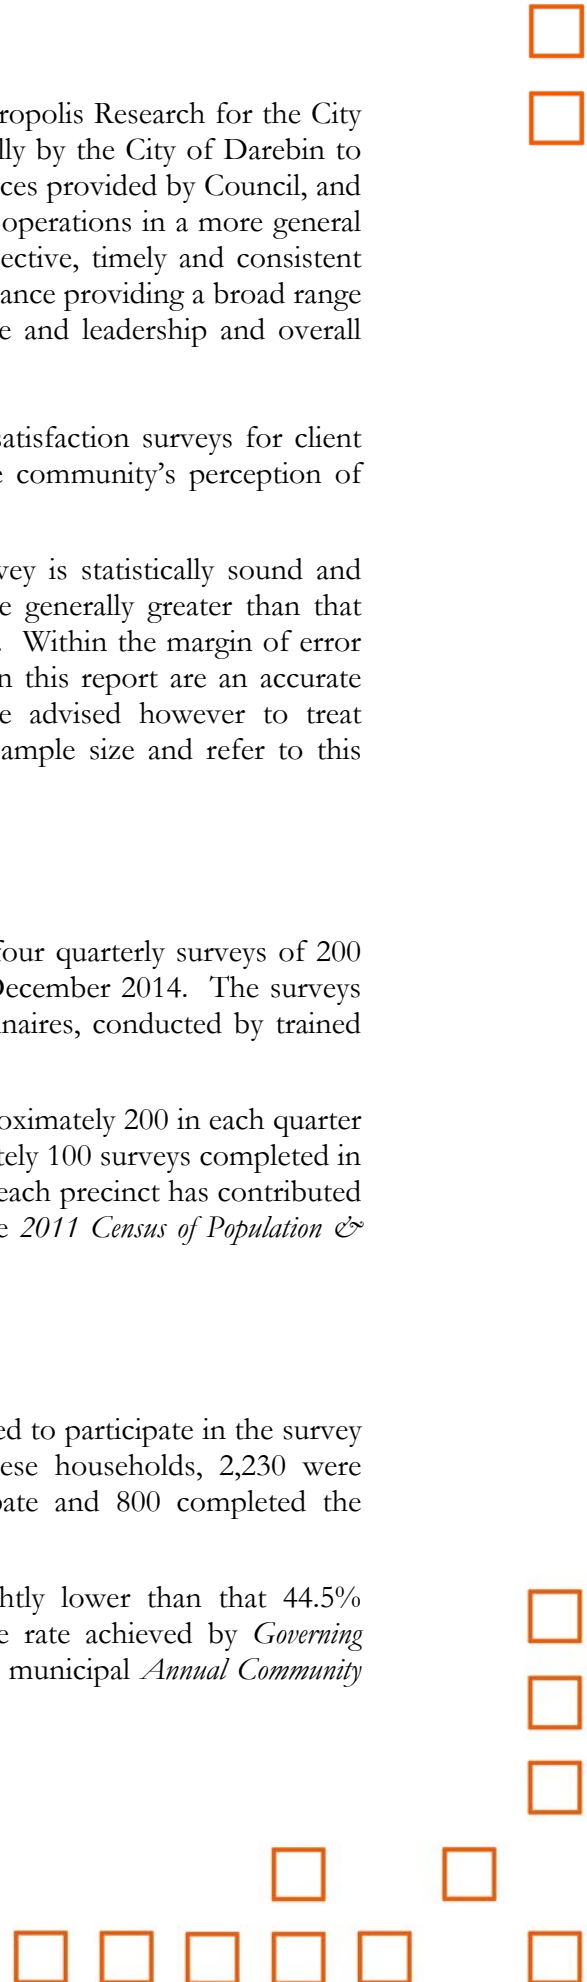 ropolis Research for the City
lly by the City of Darebin to
ces provided by Council, and
operations in a more general
ective, timely and consistent
ance providing a broad range
e and leadership and overall
satisfaction surveys for client
e community’s perception of
vey is statistically sound and
e generally greater than that
. Within the margin of error
n this report are an accurate
e advised however to treat
ample size and refer to this
four quarterly surveys of 200
December 2014. The surveys
nnaires, conducted by trained
oximately 200 in each quarter
tely 100 surveys completed in
each precinct has contributed
e 2011 Census of Population &
ed to participate in the survey
ese households, 2,230 were
pate and 800 completed the
htly lower than that 44.5%
e rate achieved by Governing
municipal Annual Community